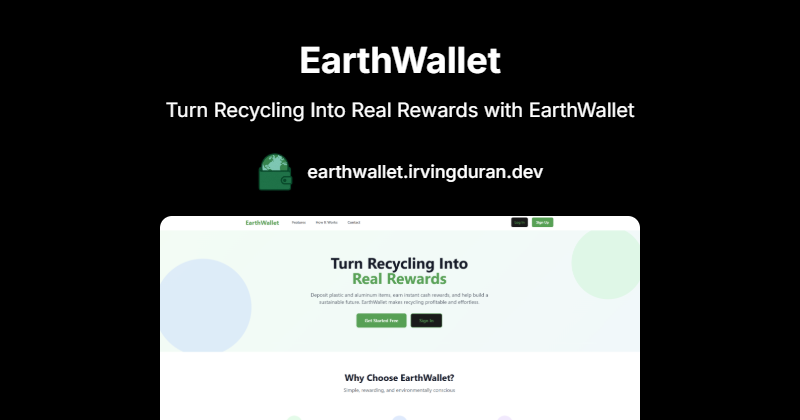 EarthWallet
Turn Recycling Into Real Rewards with EarthWallet
earthwallet.irvingduran.dev
EarthWallet Features How It Works Contact Log In Sign Up
Turn Recycling Into
Real Rewards
Deposit plastic and aluminum items, earn instant cash rewards, and help build a
sustainable future. EarthWallet makes recycling profitable and effortless.
Get Started Free Sign In
Why Choose EarthWallet?
Simple, rewarding, and environmentally conscious